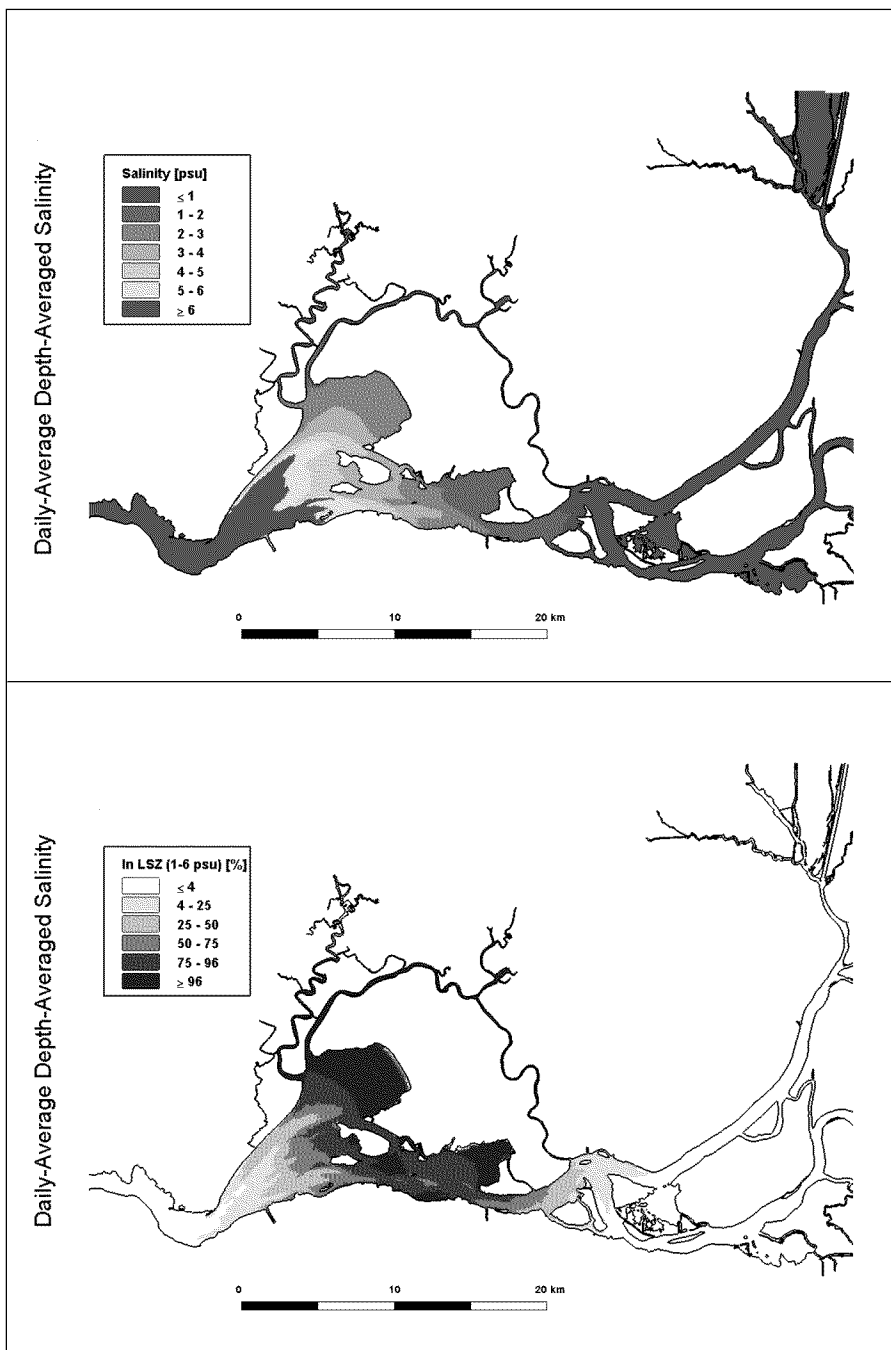 Daily-Average Depth-Averaged Salinity
Salinity [psu]
≤ 1
1 - 2
2 - 3
3 - 4
4 - 5
5 - 6
≥ 6
0 10 20 km
Daily-Average Depth-Averaged Salinity
In LSZ (1-6 psu) [%]
≤ 4
4 - 25
25 - 50
50 - 75
75 - 96
≥ 96
0 10 20 km